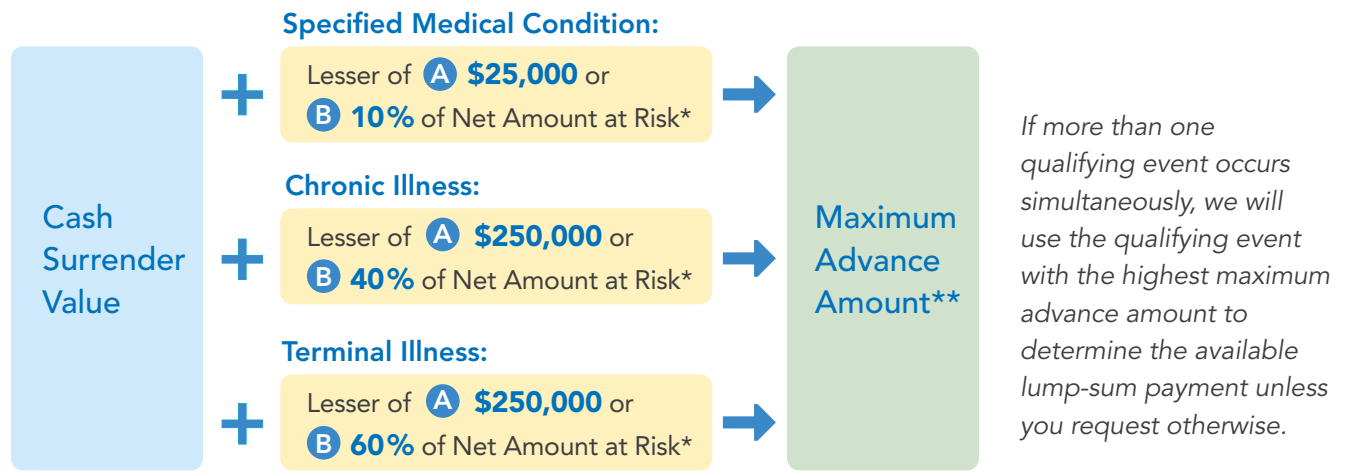 Cash
Surrender
Value
Specified Medical Condition:
Lesser of A $25,000 or
B 10% of Net Amount at Risk*
Chronic Illness:
Lesser of A $250,000 or
B 40% of Net Amount at Risk*
Terminal Illness:
Lesser of A $250,000 or
B 60% of Net Amount at Risk*
Maximum
Advance
Amount**
If more than one
qualifying event occurs
simultaneously, we will
use the qualifying event
with the highest maximum
advance amount to
determine the available
lump-sum payment unless
you request otherwise.